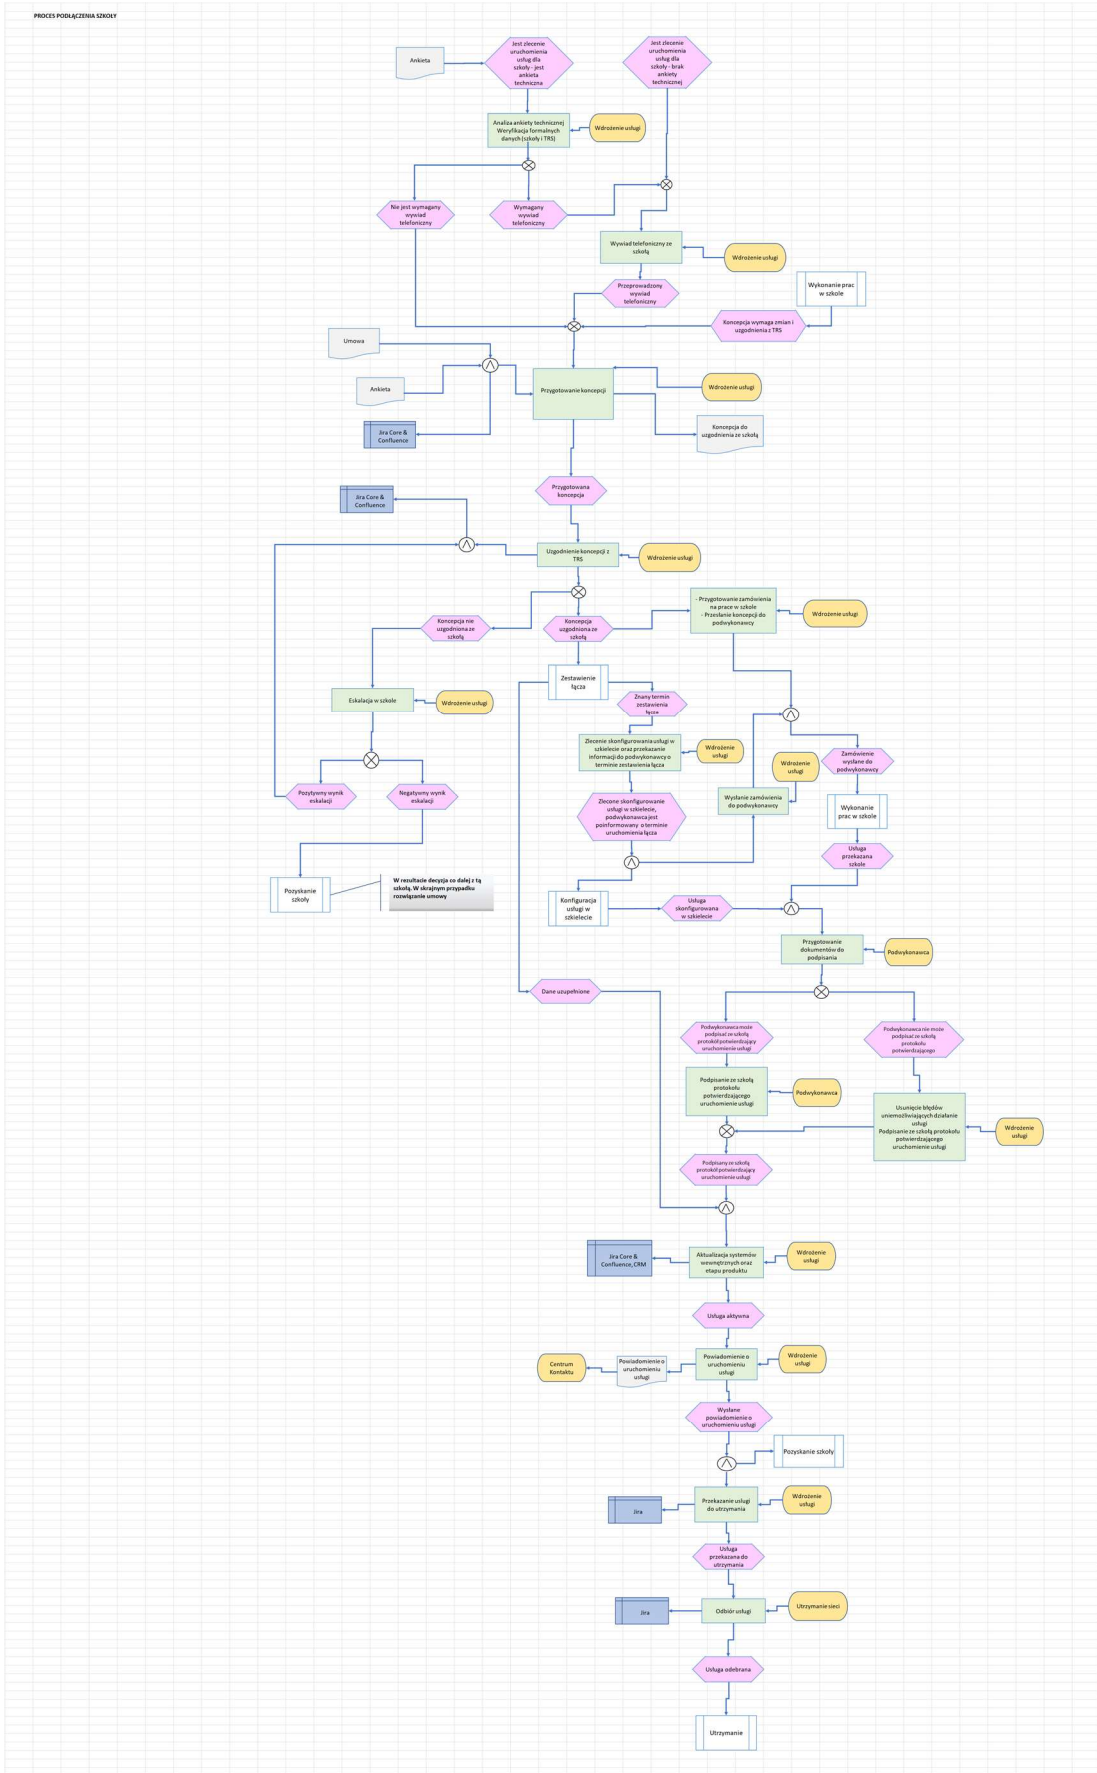 PROCES PODŁĄCZENIA SZKOŁY
Ankieta
Jest zlecenie
uruchomienia
usług dla
szkoły - jest
ankieta
techniczna
Jest zlecenie
uruchomienia
usług dla
szkoły - brak
ankiety
technicznej
Analiza ankiety technicznej
Weryfikacja formalnych
danych (szkoły i TRS)
Wdrożenie usługi
Nie jest wymagany
wywiad
telefoniczny
Wymagany
wywiad
telefoniczny
Wywiad telefoniczny ze
szkołą
Wdrożenie usługi
Przeprowadzony
wywiad
telefoniczny
Wykonanie prac
w szkole
Koncepcja wymaga zmian i
uzgodnienia z TRS
Umowa
Ankieta
Przygotowanie koncepcji
Wdrożenie usługi
Jira Core &
Confluence
Koncepcja do
uzgodnienia ze szkołą
Przygotowana
koncepcja
Jira Core &
Confluence
Uzgodnienie koncepcji z
TRS
Wdrożenie usługi
Koncepcja nie
uzgodniona ze
szkołą
Koncepcja
uzgodniona ze
szkołą
- Przygotowanie zamówienia
na prace w szkole
- Przesłanie koncepcji do
podwykonawcy
Wdrożenie usługi
Eskalacja w szkole
Wdrożenie usługi
Zestawienie
łącza
Znany termin
zestawienia
łącza
Zlecenie skonfigurowania usługi w
szkielecie oraz przekazanie
informacji do podwykonawcy o
terminie zestawienia łącza
Wdrożenie
usługi
Wdrożenie
usługi
Zamówienie
wysłane do
podwykonawcy
Pozytywny wynik
eskalacji
Negatywny wynik
eskalacji
Zlecone skonfigurowanie
usługi w szkielecie,
podwykonawca jest
poinformowany o terminie
uruchomienia łącza
Wysłanie zamówienia
do podwykonawcy
Wykonanie
prac w szkole
Usługa
przekazana
szkole
Pozyskanie
szkoły
W rezultacie decyzja co dalej z tą
szkołą. W skrajnym przypadku
rozwiązanie umowy
Konfiguracja
usługi w
szkielecie
Usługa
skonfigurowana
w szkielecie
Przygotowanie
dokumentów do
podpisania
Podwykonawca
Dane uzupełnione
Podwykonawca może
podpisać ze szkołą
protokół potwierdzający
uruchomienie usługi
Podwykonawca nie może
podpisać ze szkołą
protokołu
potwierdzającego
Podpisanie ze szkołą
protokołu
potwierdzającego
uruchomienie usługi
Podwykonawca
Usunięcie błędów
uniemożliwiających działanie
usługi
Podpisanie ze szkołą protokołu
potwierdzającego
uruchomienie usługi
Wdrożenie
usługi
Podpisany ze szkołą
protokół potwierdzający
uruchomienie usługi
Jira Core &
Confluence, CRM
Aktualizacja systemów
wewnętrznych oraz
etapu produktu
Wdrożenie
usługi
Usługa aktywna
Centrum
Kontaktu
Powiadomienie o
uruchomieniu
usługi
Powiadomienie o
uruchomieniu
usługi
Wdrożenie
usługi
Wysłane
powiadomienie o
uruchomieniu usługi
Pozyskanie szkoły
Jira
Przekazanie usługi
do utrzymania
Wdrożenie
usługi
Usługa
przekazana do
utrzymania
Jira
Odbiór usługi
Utrzymanie sieci
Usługa odebrana
Utrzymanie